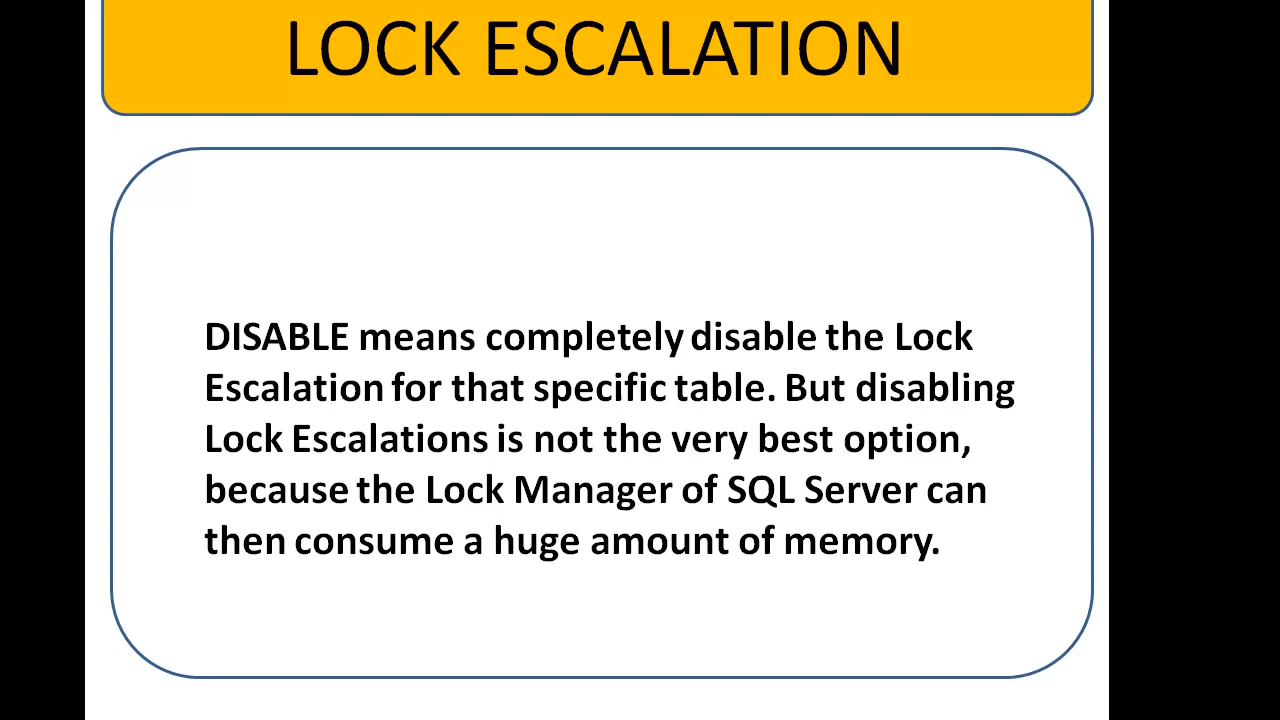 LOCK ESCALATION
DISABLE means completely disable the Lock
Escalation for that specific table. But disabling
Lock Escalations is not the very best option,
because the Lock Manager of SQL Server can
then consume a huge amount of memory.